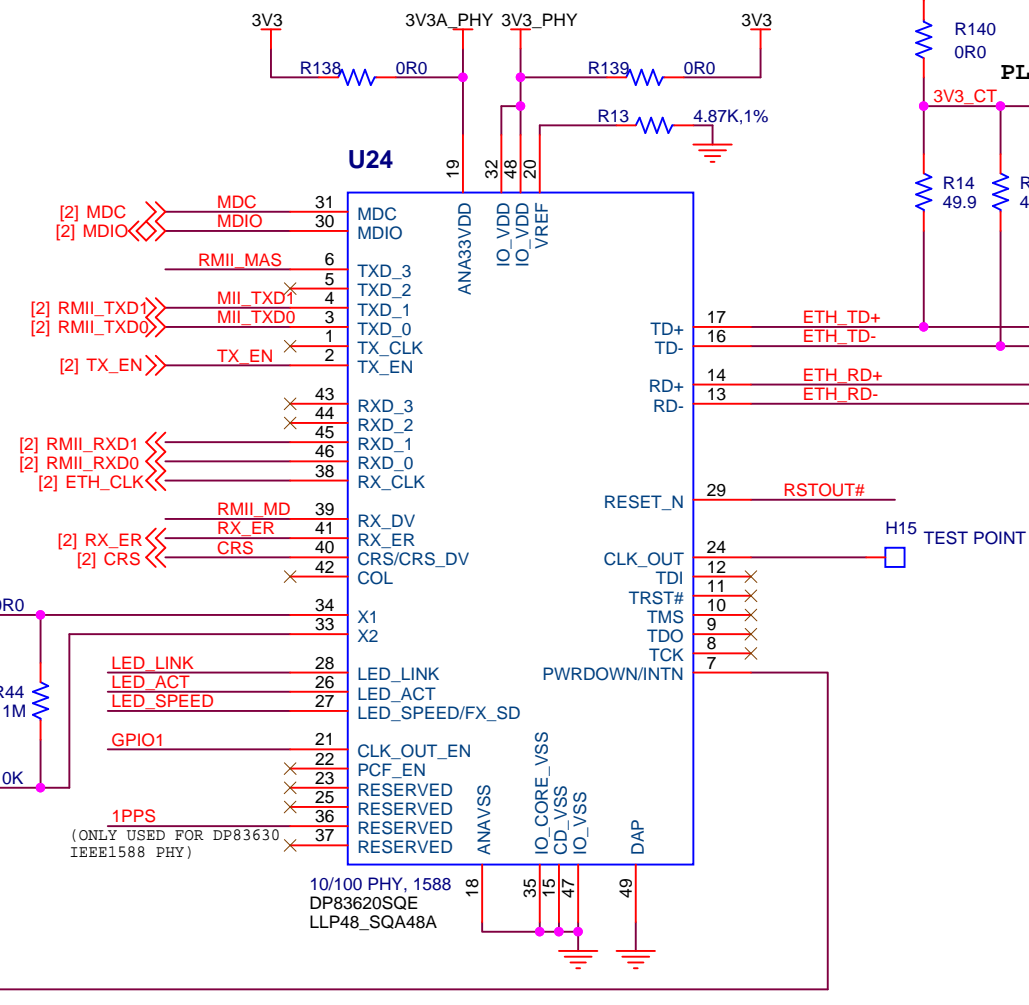 3V3
3V3A_PHY
3V3_PHY
3V3
R138
0R0
R139
0R0
R13
4.87K,1%
R140
0R0
PL
3V3_CT
R14
49.9
R
4
U24
19
32
48
20
ANA33VDD
IO_VDD
IO_VDD
VREF
[2] MDC
MDC
31
MDC
[2] MDIO
MDIO
30
MDIO
RMII_MAS
6
TXD_3
5
TXD_2
[2] RMII_TXD1
MII_TXD1
4
TXD_1
[2] RMII_TXD0
MII_TXD0
3
TXD_0
1
TX_CLK
[2] TX_EN
TX_EN
2
TX_EN
43
RXD_3
44
RXD_2
[2] RMII_RXD1
45
RXD_1
[2] RMII_RXD0
46
RXD_0
[2] ETH_CLK
38
RX_CLK
RMII_MD
39
RX_DV
[2] RX_ER
RX_ER
41
RX_ER
[2] CRS
CRS
40
CRS/CRS_DV
42
COL
0R0
34
X1
33
X2
R44
1M
0K
LED_LINK
28
LED_LINK
LED_ACT
26
LED_ACT
LED_SPEED
27
LED_SPEED/FX_SD
GPIO1
21
CLK_OUT_EN
22
PCF_EN
23
RESERVED
25
RESERVED
1PPS
36
RESERVED
37
RESERVED
(ONLY USED FOR DP83630
IEEE1588 PHY)
TD+
17
ETH_TD+
TD-
16
ETH_TD-
RD+
14
ETH_RD+
RD-
13
ETH_RD-
RESET_N
29
RSTOUT#
CLK_OUT
24
H15
TEST POINT
TDI
12
TRST#
11
TMS
10
TDO
9
TCK
8
PWRDOWN/INTN
7
ANAVSS
IO_CORE_VSS
CD_VSS
IO_VSS
DAP
18
35
15
47
49
10/100 PHY, 1588
DP83620SQE
LLP48_SQA48A